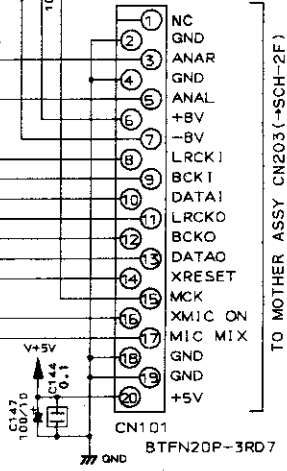 1 NC
2 GND
3 ANAR
4 GND
5 ANAL
6 +8V
7 -8V
8 LRCKI
9 BCKI
10 DATAI
11 LRCKO
12 BCKO
13 DATAO
14 XRESET
15 MCK
16 XMIC ON
17 MIC MIX
18 GND
19 GND
20 +5V
CN101
BTFN20P-3RD7
TO MOTHER ASSY CN203(→SCH-2F)
V+5V
C147
100/10
C144
0.1
GND